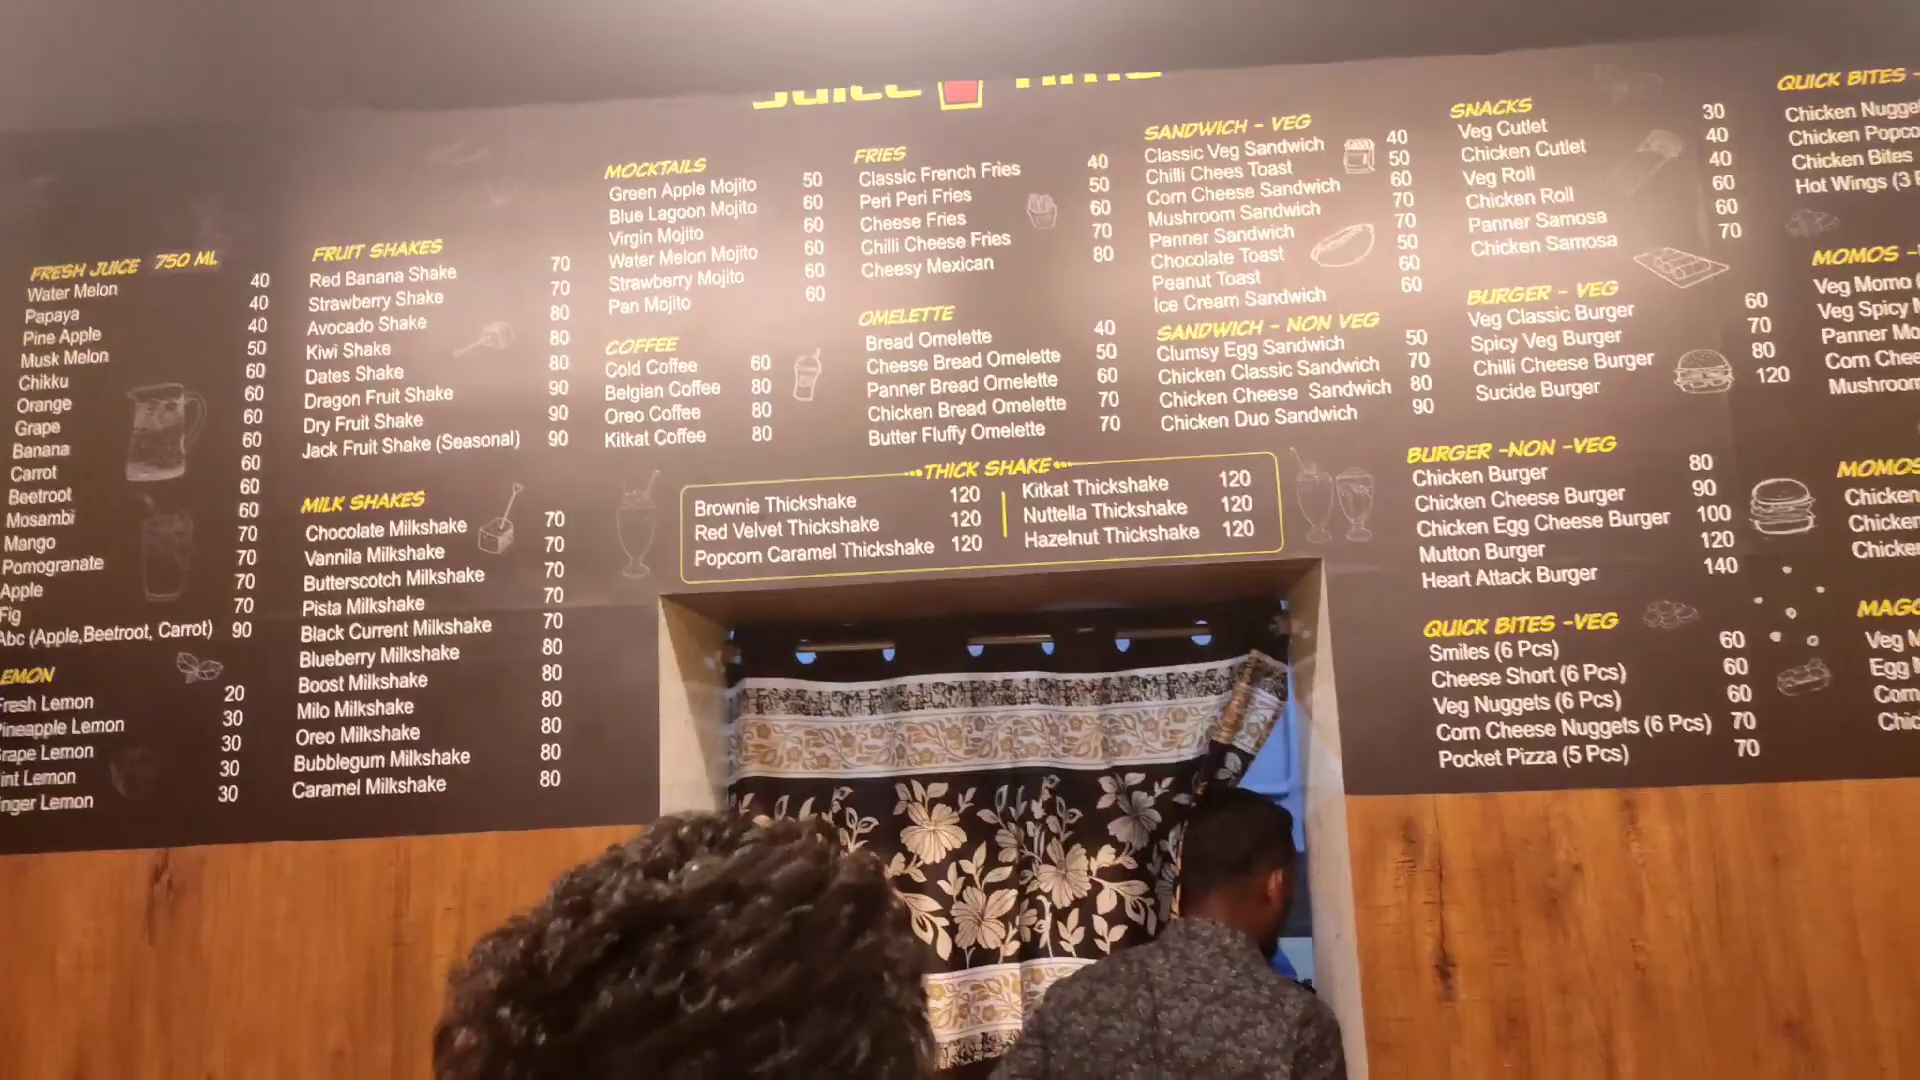 Juice Time
FRESH JUICE 750 ML
Water Melon 40
Papaya 40
Pine Apple 40
Musk Melon 50
Chikku 60
Orange 60
Grape 60
Banana 60
Carrot 60
Beetroot 60
Mosambi 60
Mango 70
Pomogranate 70
Apple 70
Fig 70
Abc (Apple,Beetroot, Carrot) 90
EMON
Fresh Lemon 20
Pineapple Lemon 30
rape Lemon 30
int Lemon 30
nger Lemon 30
FRUIT SHAKES
Red Banana Shake 70
Strawberry Shake 70
Avocado Shake 80
Kiwi Shake 80
Dates Shake 80
Dragon Fruit Shake 90
Dry Fruit Shake 90
Jack Fruit Shake (Seasonal) 90
MILK SHAKES
Chocolate Milkshake 70
Vannila Milkshake 70
Butterscotch Milkshake 70
Pista Milkshake 70
Black Current Milkshake 70
Blueberry Milkshake 80
Boost Milkshake 80
Milo Milkshake 80
Oreo Milkshake 80
Bubblegum Milkshake 80
Caramel Milkshake 80
MOCKTAILS
Green Apple Mojito 50
Blue Lagoon Mojito 60
Virgin Mojito 60
Water Melon Mojito 60
Strawberry Mojito 60
Pan Mojito 60
COFFEE
Cold Coffee 60
Belgian Coffee 80
Oreo Coffee 80
Kitkat Coffee 80
FRIES
Classic French Fries 40
Peri Peri Fries 50
Cheese Fries 60
Chilli Cheese Fries 70
Cheesy Mexican 80
OMELETTE
Bread Omelette 40
Cheese Bread Omelette 50
Panner Bread Omelette 60
Chicken Bread Omelette 70
Butter Fluffy Omelette 70
THICK SHAKE
Brownie Thickshake 120
Red Velvet Thickshake 120
Popcorn Caramel Thickshake 120
Kitkat Thickshake 120
Nuttella Thickshake 120
Hazelnut Thickshake 120
SANDWICH - VEG
Classic Veg Sandwich 40
Chilli Chees Toast 50
Corn Cheese Sandwich 60
Mushroom Sandwich 70
Panner Sandwich 70
Chocolate Toast 50
Peanut Toast 60
Ice Cream Sandwich 60
SANDWICH - NON VEG
Clumsy Egg Sandwich 50
Chicken Classic Sandwich 70
Chicken Cheese Sandwich 80
Chicken Duo Sandwich 90
SNACKS
Veg Cutlet 30
Chicken Cutlet 40
Veg Roll 40
Chicken Roll 60
Panner Samosa 60
Chicken Samosa 70
BURGER - VEG
Veg Classic Burger 60
Spicy Veg Burger 70
Chilli Cheese Burger 80
Sucide Burger 120
BURGER -NON -VEG
Chicken Burger 80
Chicken Cheese Burger 90
Chicken Egg Cheese Burger 100
Mutton Burger 120
Heart Attack Burger 140
QUICK BITES -VEG
Smiles (6 Pcs) 60
Cheese Short (6 Pcs) 60
Veg Nuggets (6 Pcs) 60
Corn Cheese Nuggets (6 Pcs) 70
Pocket Pizza (5 Pcs) 70
QUICK BITES -
Chicken Nugge
Chicken Popco
Chicken Bites
Hot Wings (3
MOMOS -
Veg Momo (
Veg Spicy
Panner Mo
Corn Chee
Mushroom
MOMOS
Chicken
Chicken
Chicken
MAGG
Veg M
Egg
Corn
Chic